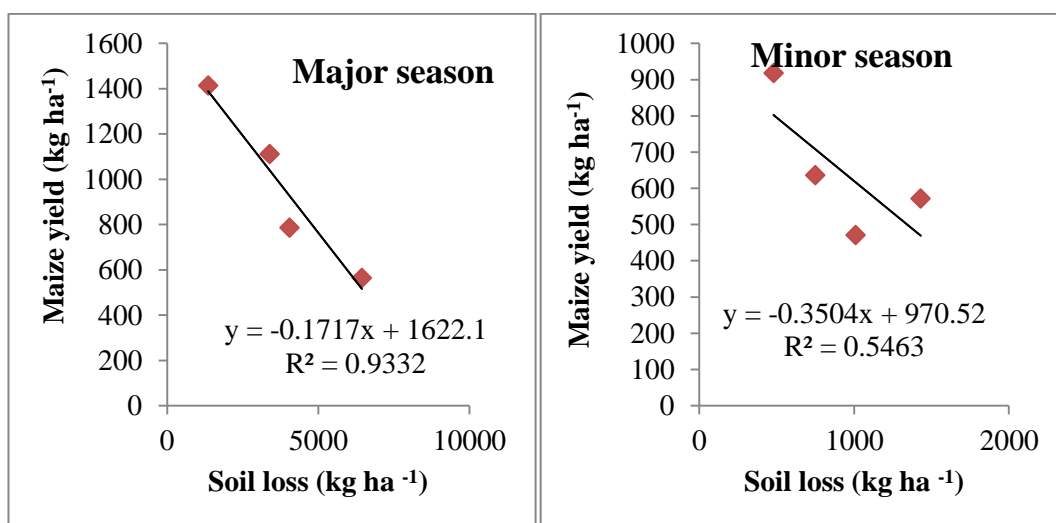 Major season
Maize yield (kg ha⁻¹)
1600
1400
1200
1000
800
600
400
200
0
y = -0.1717x + 1622.1
R² = 0.9332
0 5000 10000
Soil loss (kg ha ⁻¹)
Minor season
Maize yield (kg ha⁻¹)
1000
900
800
700
600
500
400
300
200
100
0
y = -0.3504x + 970.52
R² = 0.5463
0 1000 2000
Soil loss (kg ha ⁻¹)